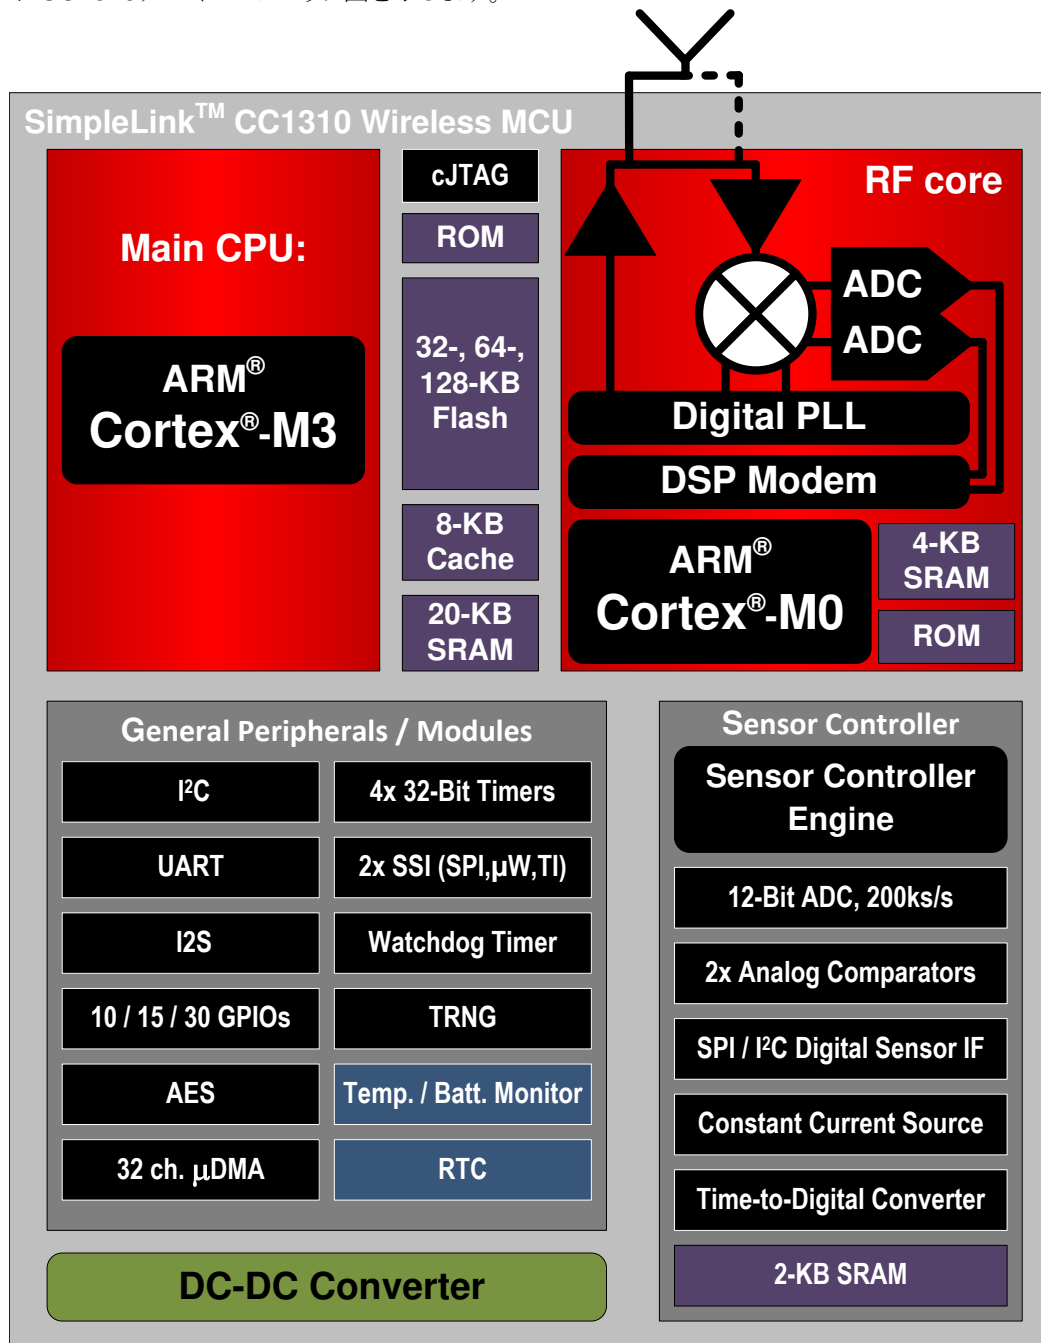 SimpleLink™ CC1310 Wireless MCU
cJTAG
RF core
Main CPU:
ROM
ADC
ADC
32-, 64-,
128-KB
Flash
ARM®
Cortex®-M3
Digital PLL
DSP Modem
8-KB
Cache
ARM®
Cortex®-M0
4-KB
SRAM
20-KB
SRAM
ROM
General Peripherals / Modules
I²C
4x 32-Bit Timers
UART
2x SSI (SPI,µW,TI)
I2S
Watchdog Timer
10 / 15 / 30 GPIOs
TRNG
AES
Temp. / Batt. Monitor
32 ch. µDMA
RTC
Sensor Controller
Sensor Controller
Engine
12-Bit ADC, 200ks/s
2x Analog Comparators
SPI / I²C Digital Sensor IF
Constant Current Source
Time-to-Digital Converter
2-KB SRAM
DC-DC Converter